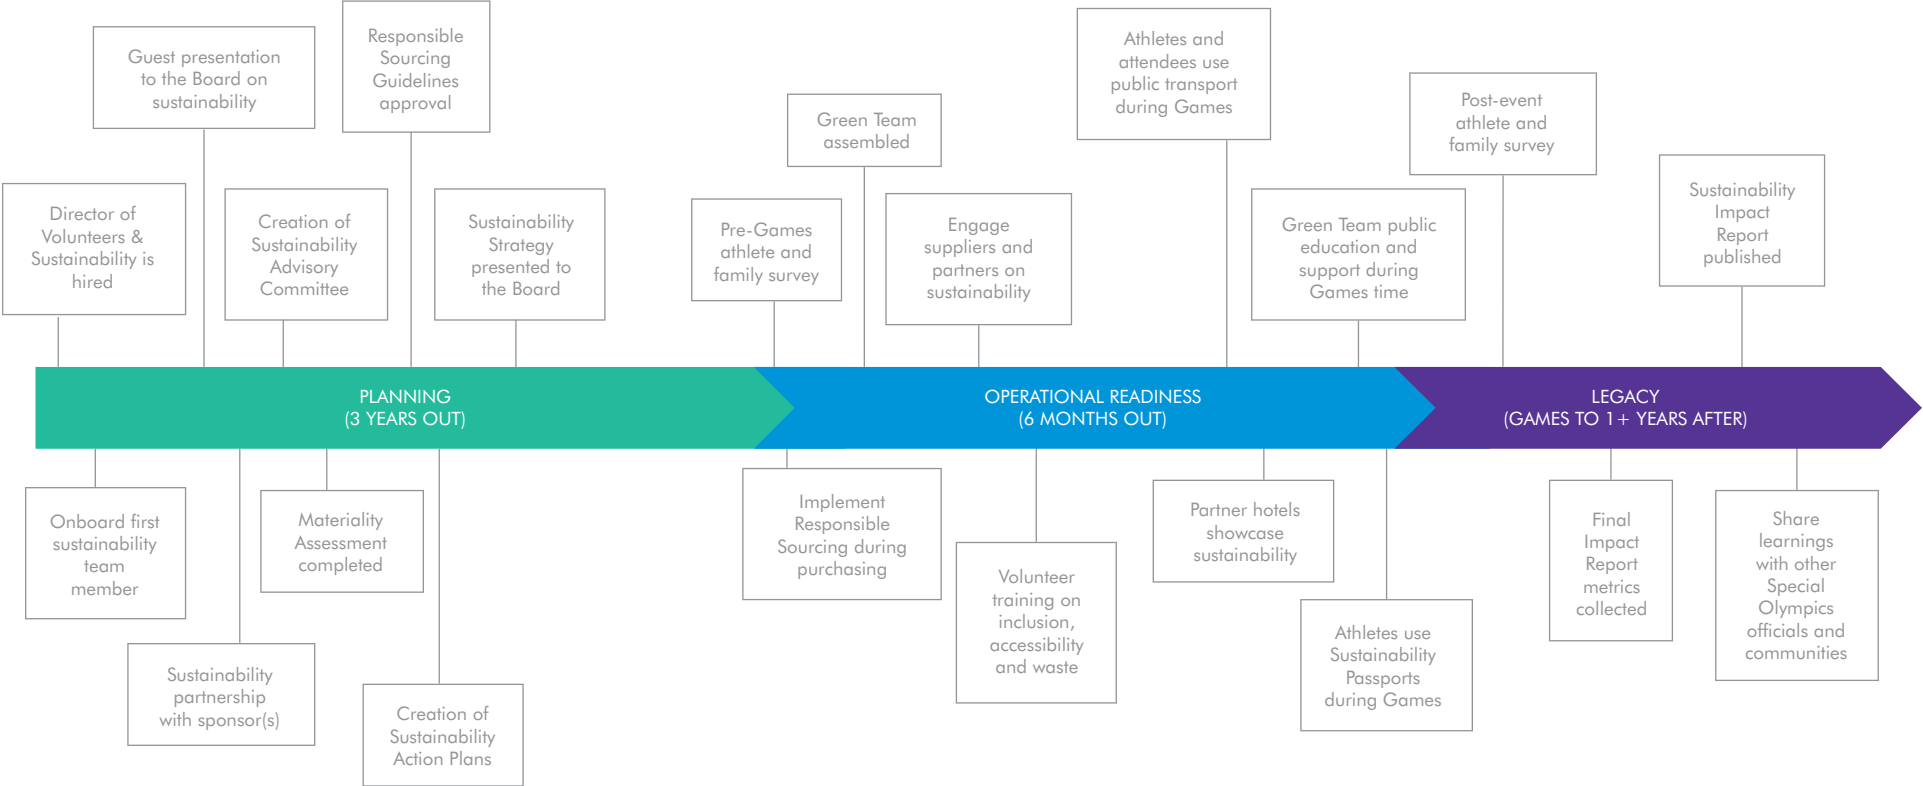 Guest presentation
to the Board on
sustainability
Responsible
Sourcing
Guidelines
approval
Director of
Volunteers &
Sustainability is
hired
Creation of
Sustainability
Advisory
Committee
Sustainability
Strategy
presented to
the Board
Pre-Games
athlete and
family survey
Green Team
assembled
Engage
suppliers and
partners on
sustainability
Athletes and
attendees use
public transport
during Games
Green Team public
education and
support during
Games time
Post-event
athlete and
family survey
Sustainability
Impact
Report
published
PLANNING
(3 YEARS OUT)
OPERATIONAL READINESS
(6 MONTHS OUT)
LEGACY
(GAMES TO 1+ YEARS AFTER)
Onboard first
sustainability
team
member
Sustainability
partnership
with sponsor(s)
Materiality
Assessment
completed
Creation of
Sustainability
Action Plans
Implement
Responsible
Sourcing during
purchasing
Volunteer
training on
inclusion,
accessibility
and waste
Partner hotels
showcase
sustainability
Athletes use
Sustainability
Passports
during Games
Final
Impact
Report
metrics
collected
Share
learnings
with other
Special
Olympics
officials and
communities